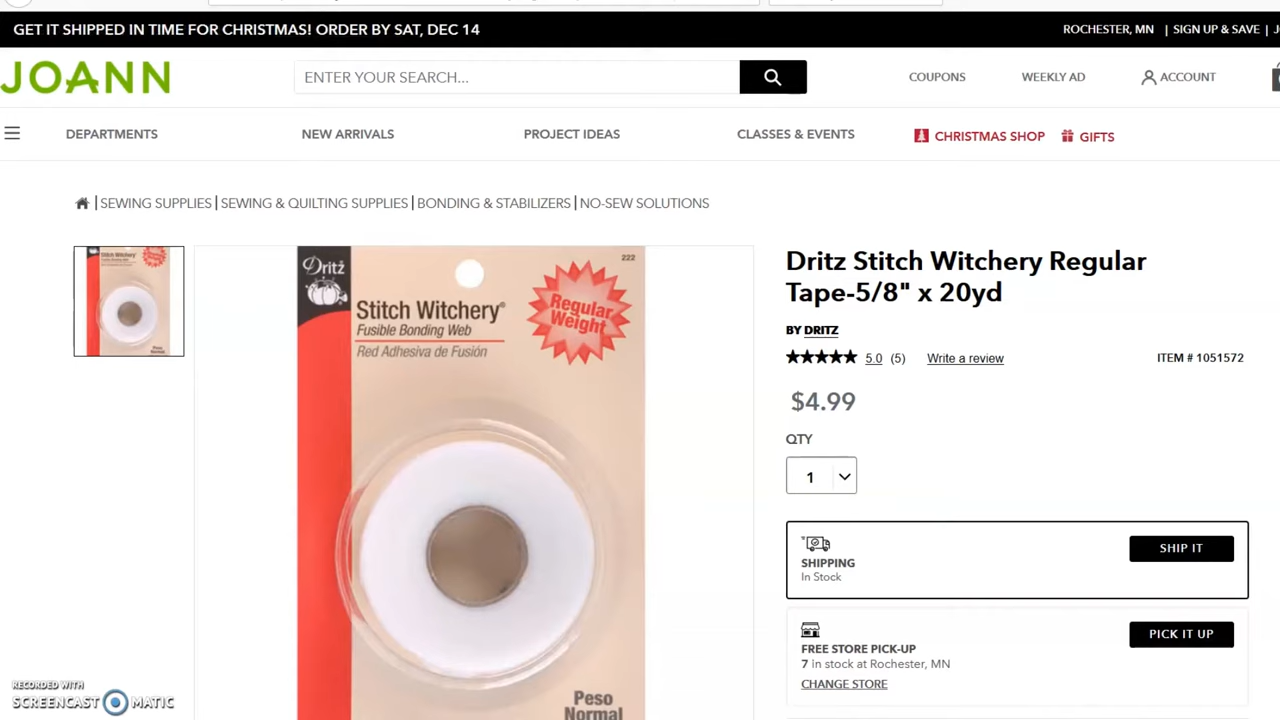 GET IT SHIPPED IN TIME FOR CHRISTMAS! ORDER BY SAT, DEC 14
ROCHESTER, MN | SIGN UP & SAVE |
JOANN
ENTER YOUR SEARCH...
COUPONS
WEEKLY AD
ACCOUNT
DEPARTMENTS
NEW ARRIVALS
PROJECT IDEAS
CLASSES & EVENTS
CHRISTMAS SHOP
GIFTS
| SEWING SUPPLIES | SEWING & QUILTING SUPPLIES | BONDING & STABILIZERS | NO-SEW SOLUTIONS
Dritz
222
Stitch Witchery®
Fusible Bonding Web
Red Adhesiva de Fusión
Regular
Weight
Peso
Normal
Dritz Stitch Witchery Regular
Tape-5/8" x 20yd
BY DRITZ
5.0 (5) Write a review
ITEM # 1051572
$4.99
QTY
1
SHIPPING
In Stock
SHIP IT
FREE STORE PICK-UP
7 in stock at Rochester, MN
CHANGE STORE
PICK IT UP
RECORDED WITH
SCREENCAST MATIC